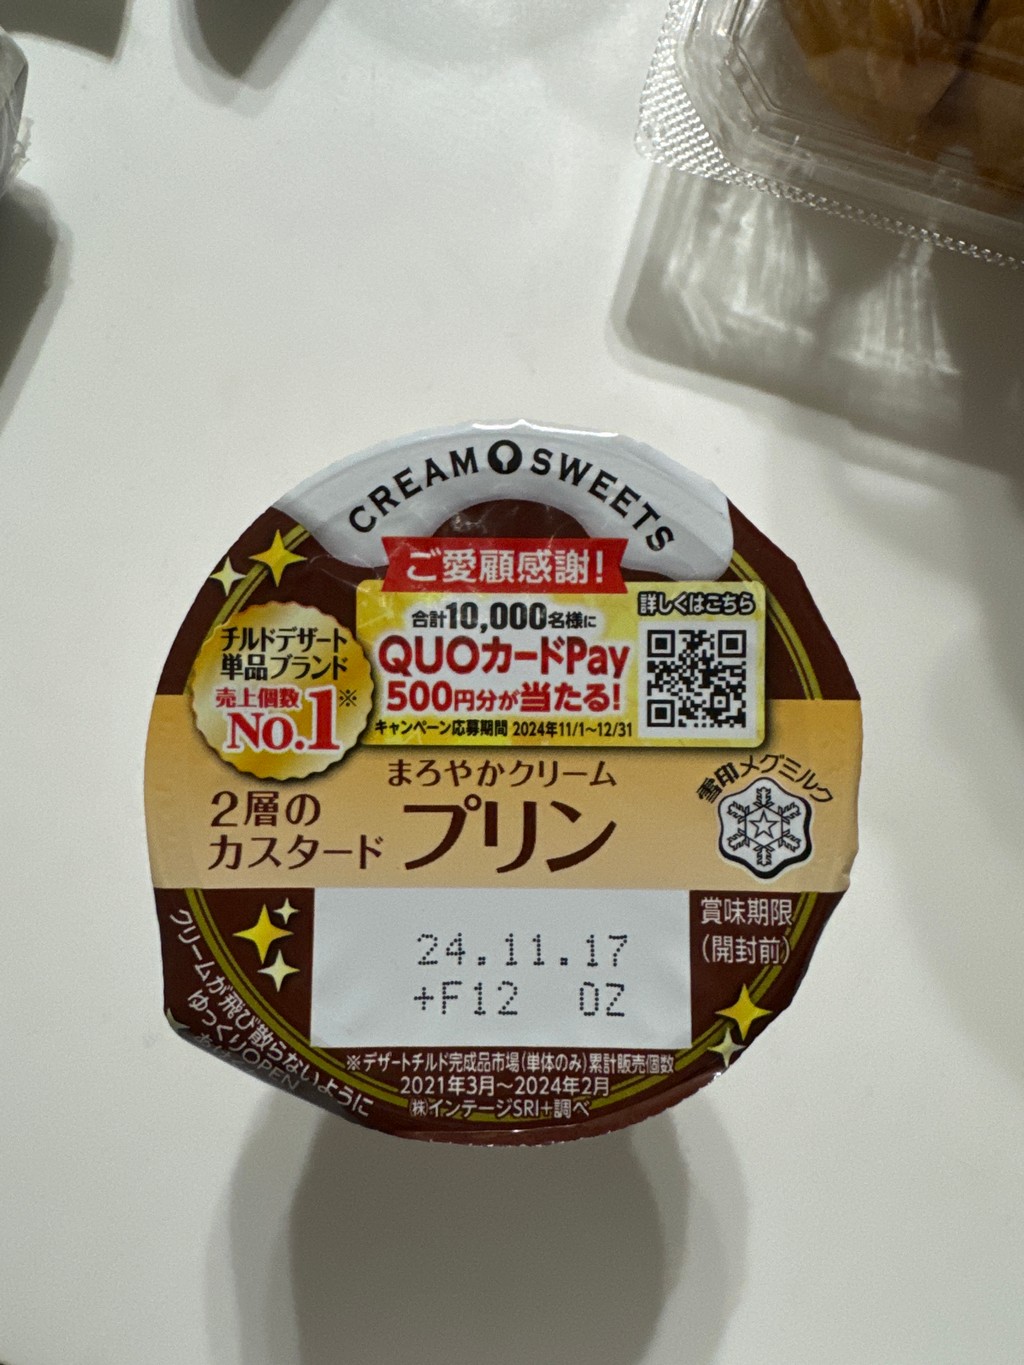 CREAM SWEETS
ご愛顧感謝!
合計10,000名様に
QUOカードPay
500円分が当たる!
キャンペーン応募期間 2024年11/1~12/31
詳しくはこちら
チルドデザート
単品ブランド
売上個数※
No.1
まろやかクリーム
2層の
カスタード
プリン
雪印メグミルク
24.11.17
+F12 OZ
賞味期限
(開封前)
クリームが飛び散らないように
ゆっくりOPEN
※デザートチルド完成品市場(単体のみ)累計販売個数
2021年3月~2024年2月
㈱インテージSRI+調べ